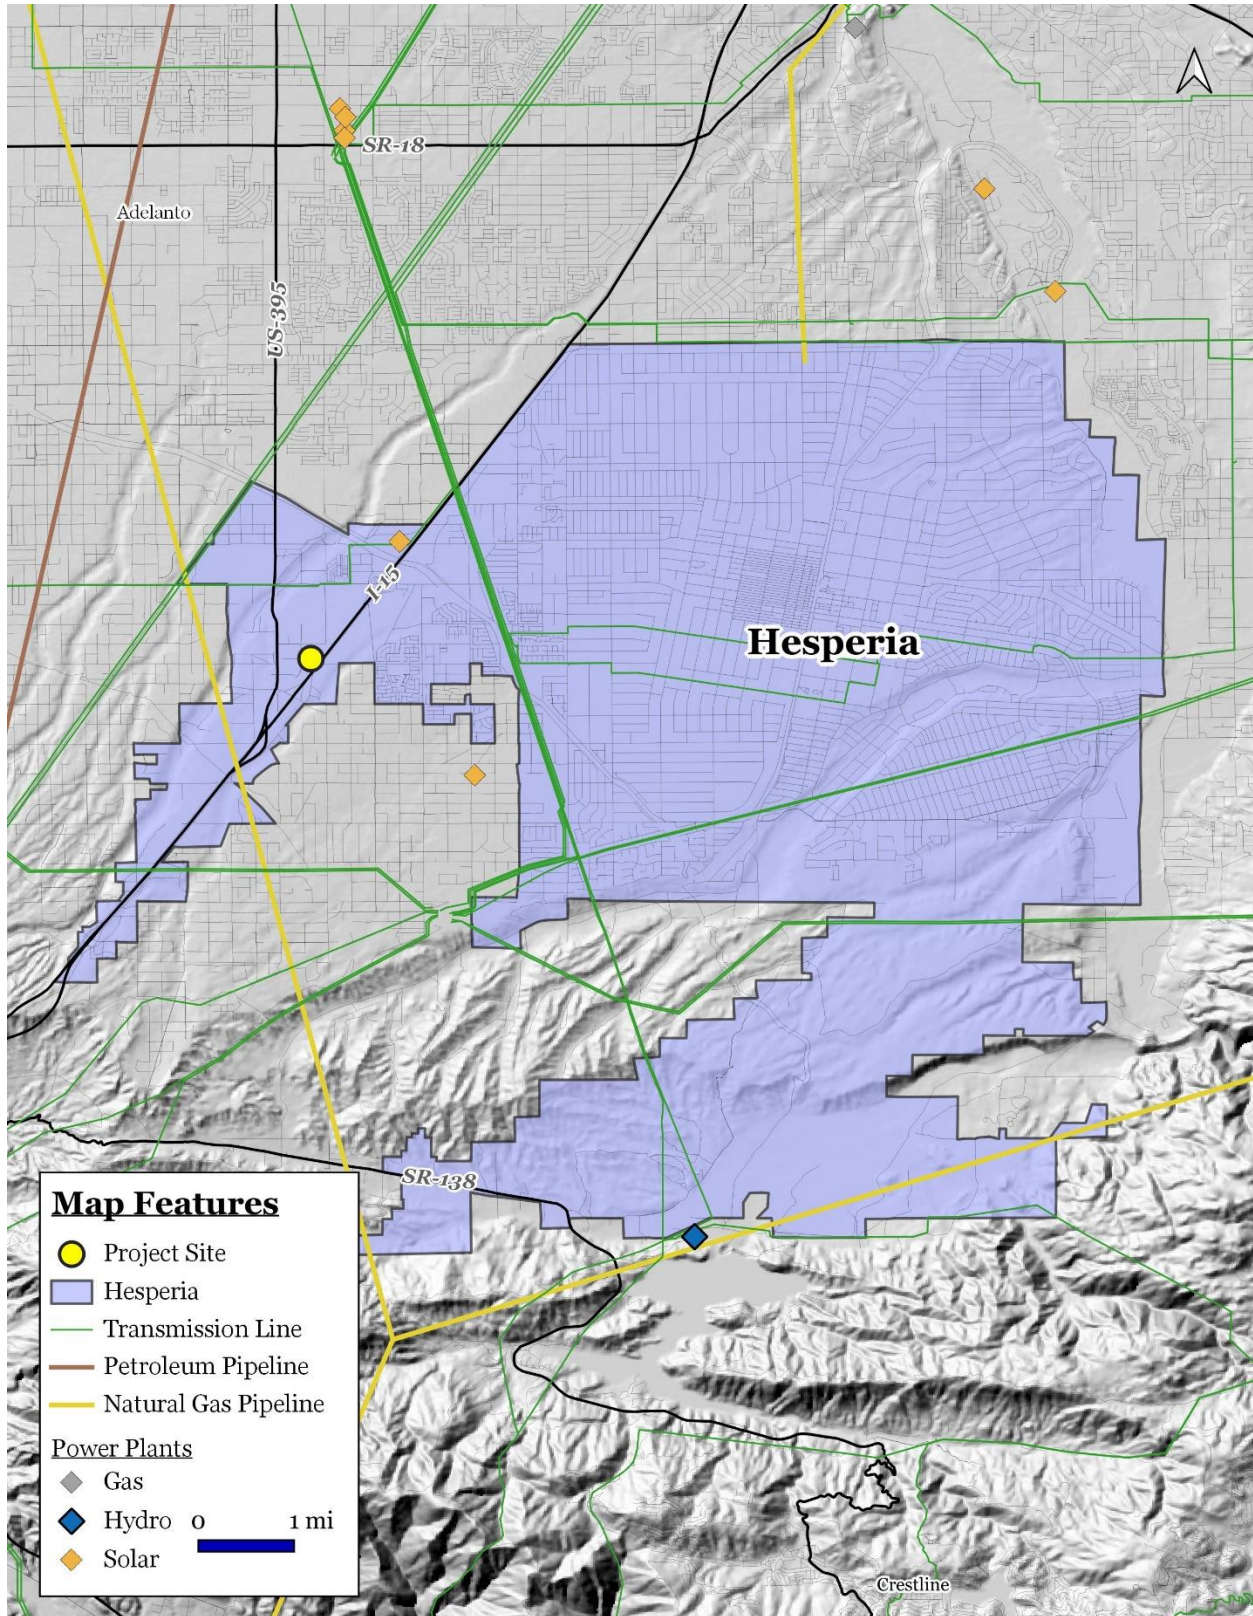 SR-18
Adelanto
US-395
I-15
Hesperia
SR-138
Map Features
Project Site
Hesperia
Transmission Line
Petroleum Pipeline
Natural Gas Pipeline
Power Plants
Gas
Hydro
0 1 mi
Solar
Crestline